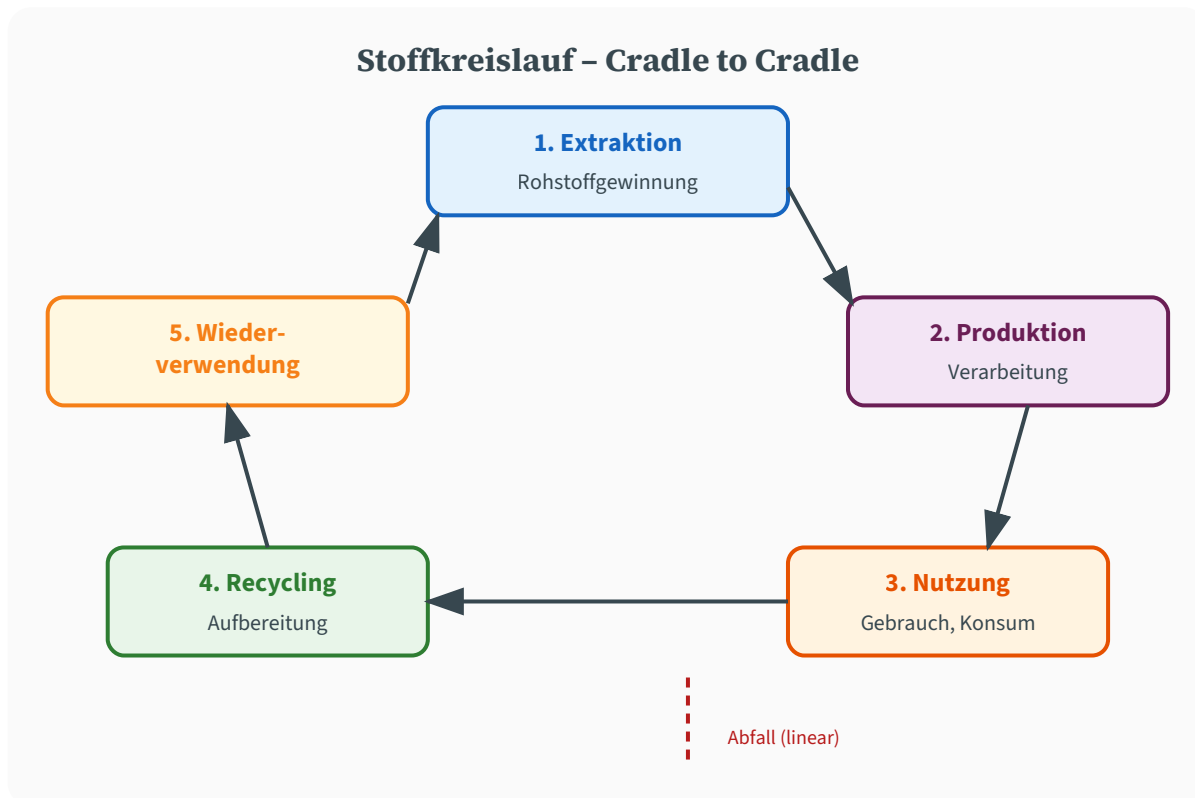 Stoffkreislauf – Cradle to Cradle
1. Extraktion
Rohstoffgewinnung
2. Produktion
Verarbeitung
3. Nutzung
Gebrauch, Konsum
4. Recycling
Aufbereitung
5. Wieder-
verwendung
Abfall (linear)